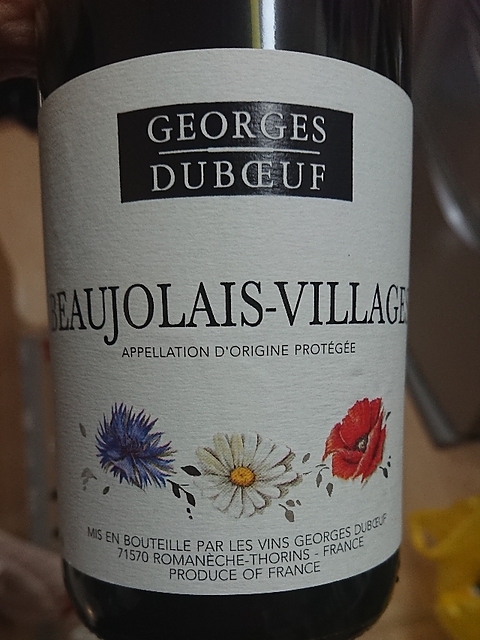 GEORGES
DUBŒUF
BEAUJOLAIS-VILLAGES
APPELLATION D'ORIGINE PROTÉGÉE
MIS EN BOUTEILLE PAR LES VINS GEORGES DUBŒUF
71570 ROMANÈCHE-THORINS - FRANCE
PRODUCE OF FRANCE